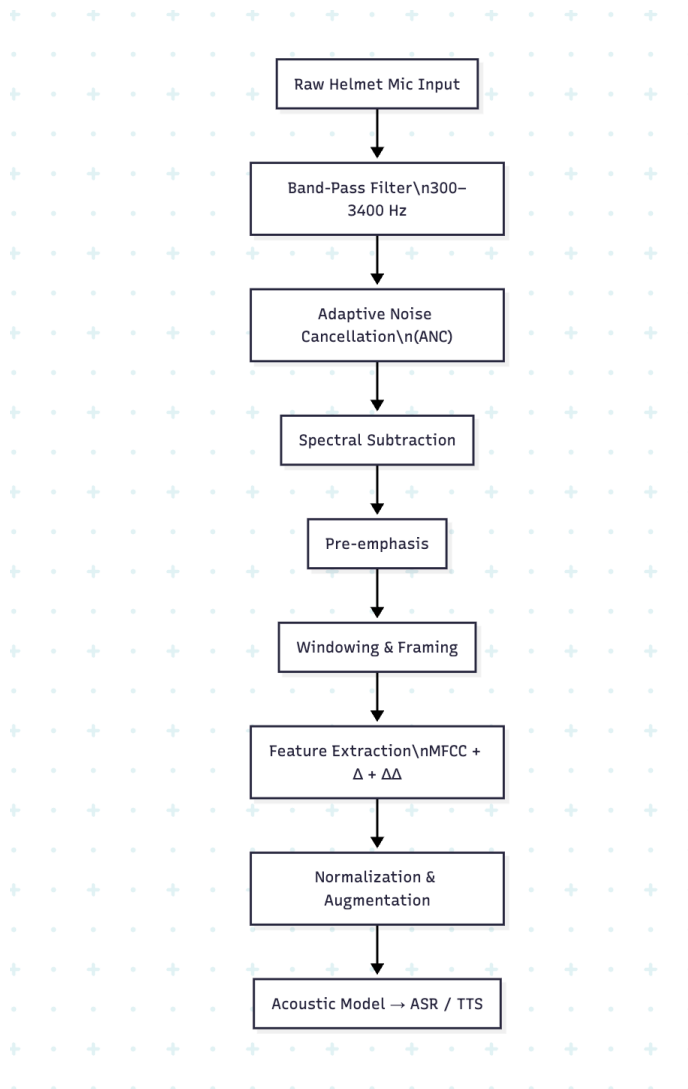 Raw Helmet Mic Input
Band-Pass Filter\n300–
3400 Hz
Adaptive Noise
Cancellation\n(ANC)
Spectral Subtraction
Pre-emphasis
Windowing & Framing
Feature Extraction\nMFCC +
Δ + ΔΔ
Normalization &
Augmentation
Acoustic Model → ASR / TTS